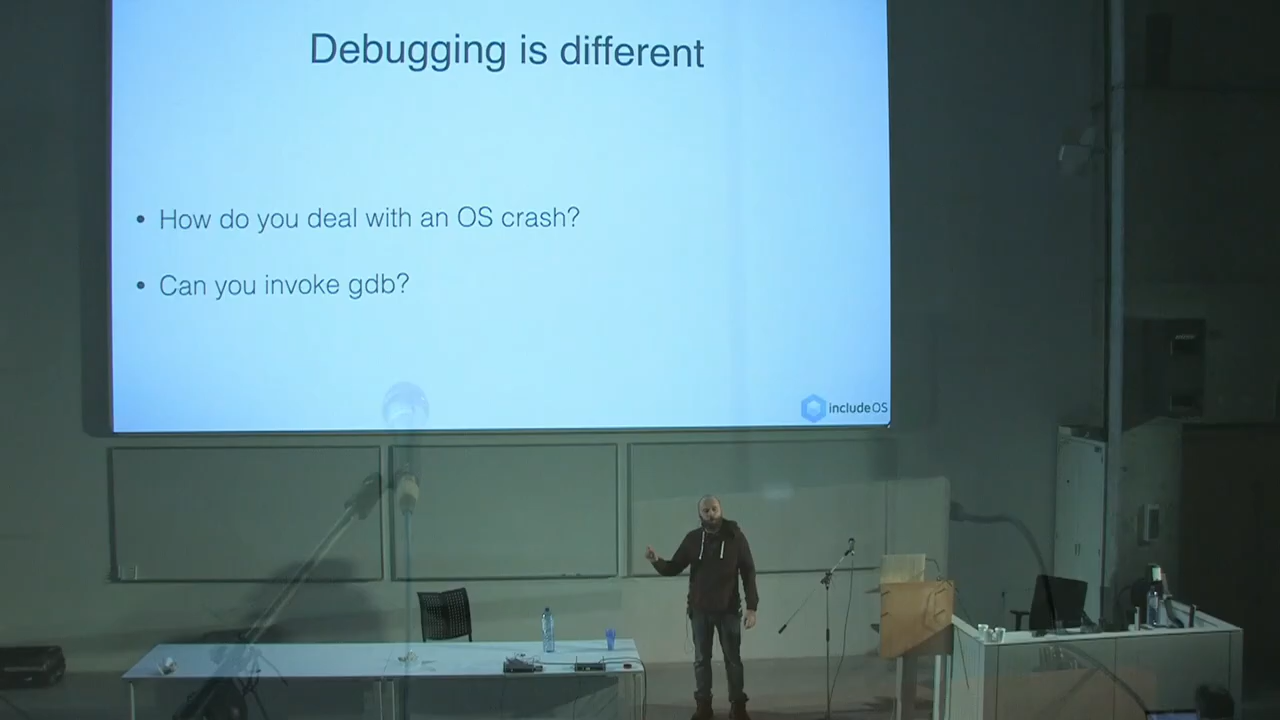 Debugging is different
• How do you deal with an OS crash?
• Can you invoke gdb?
includeOS